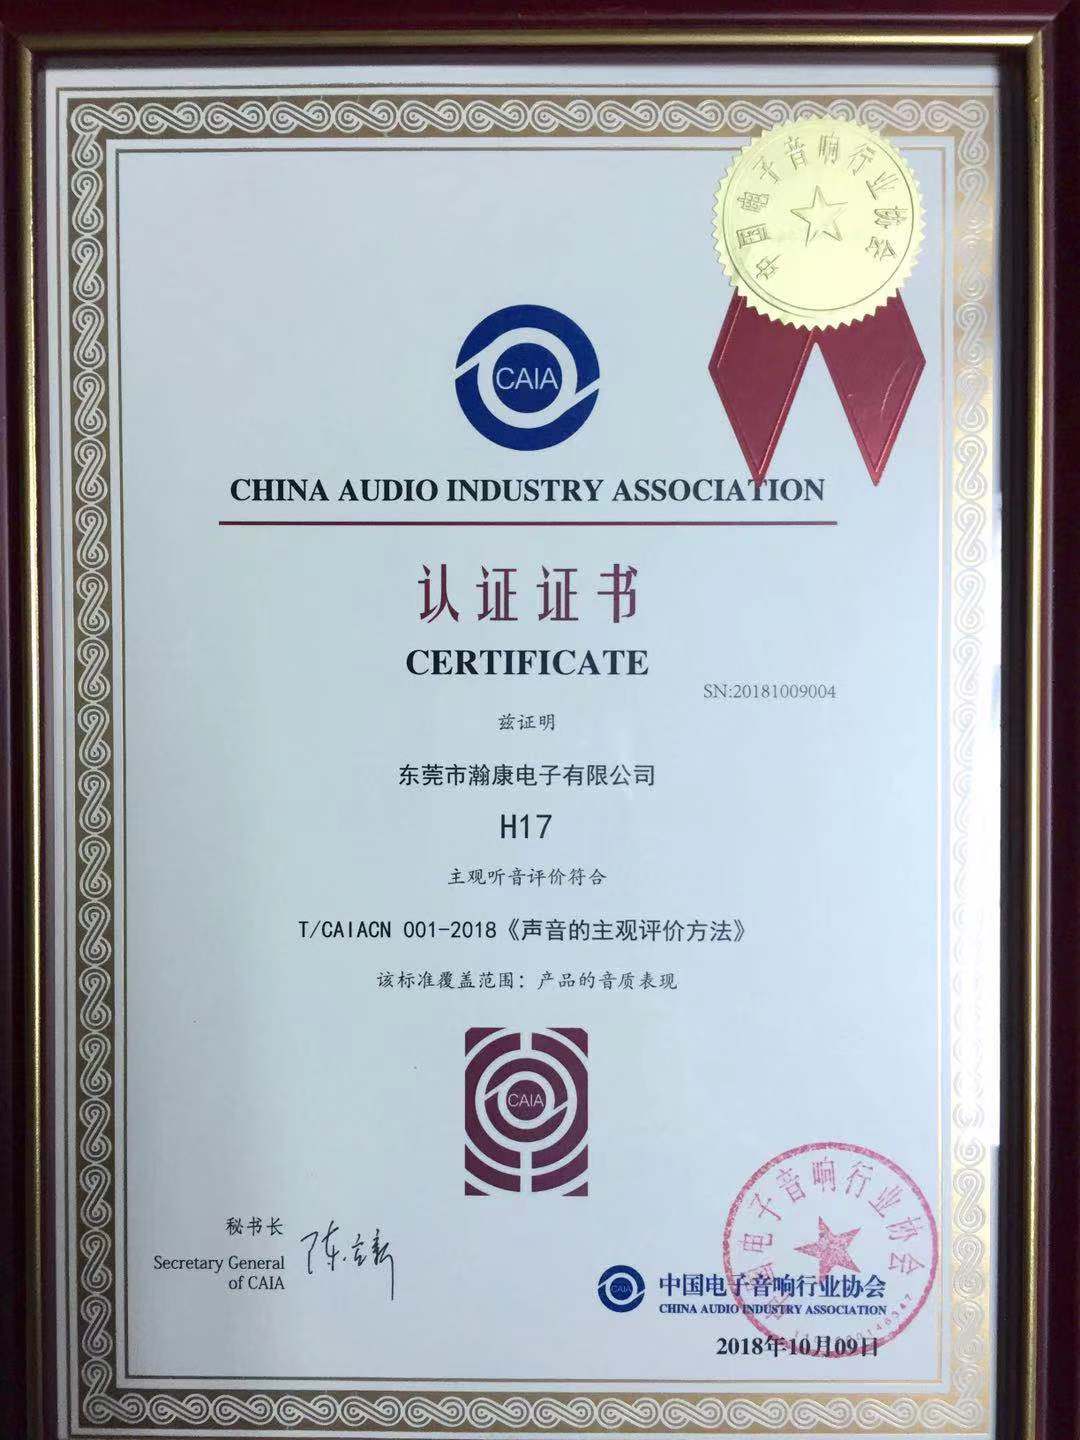 中国电子音响行业协会
CAIA
CHINA AUDIO INDUSTRY ASSOCIATION
认证证书
CERTIFICATE
SN:20181009004
兹证明
东莞市瀚康电子有限公司
H17
主观听音评价符合
T/CAIACN 001-2018《声音的主观评价方法》
该标准覆盖范围：产品的音质表现
CAIA
秘书长
Secretary General
of CAIA
陈立新
中国电子音响行业协会
CAIA
中国电子音响行业协会
CHINA AUDIO INDUSTRY ASSOCIATION
2018年10月09日